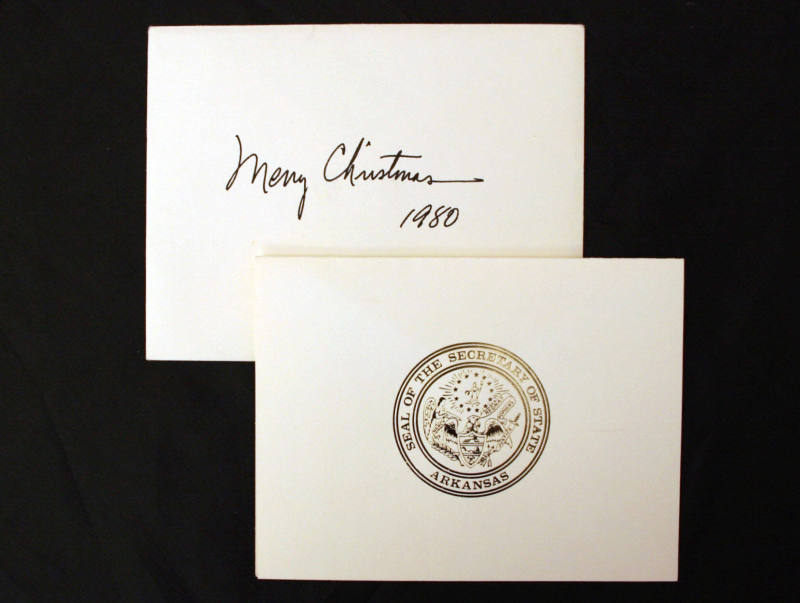 Merry Christmas
1980
SEAL OF THE SECRETARY OF STATE
ARKANSAS